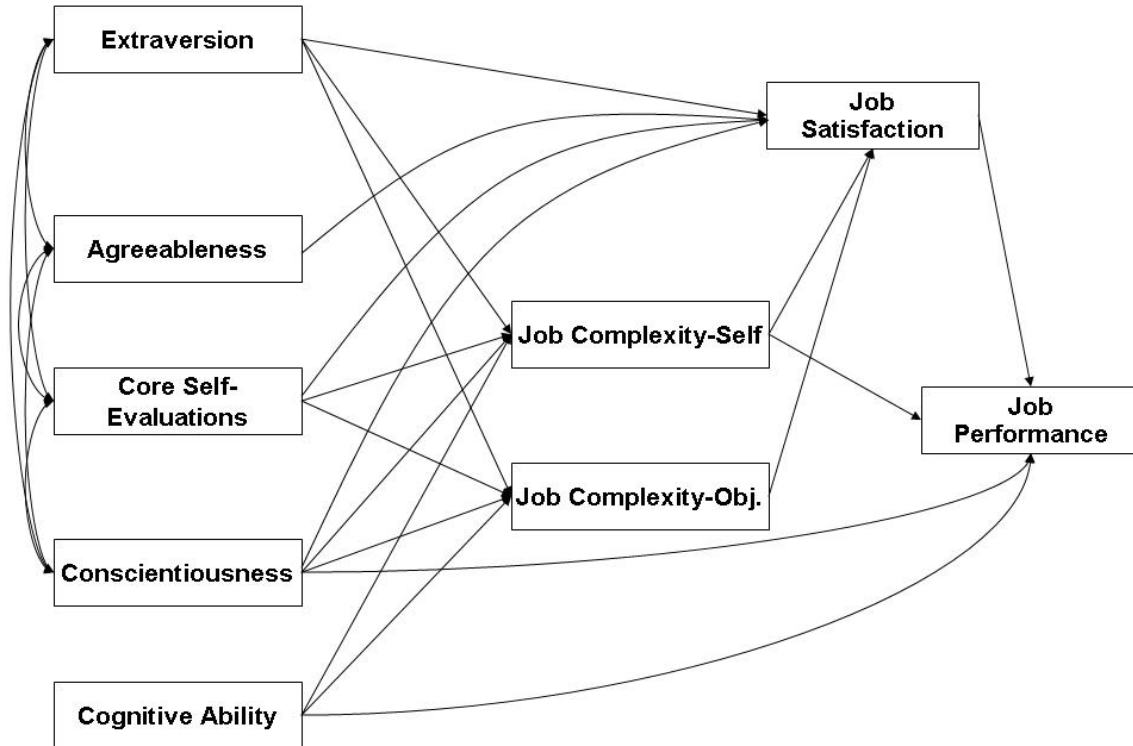 Extraversion
Job
Satisfaction
Agreeableness
Job Complexity-Self
Core Self-
Evaluations
Job
Performance
Job Complexity-Obj.
Conscientiousness
Cognitive Ability